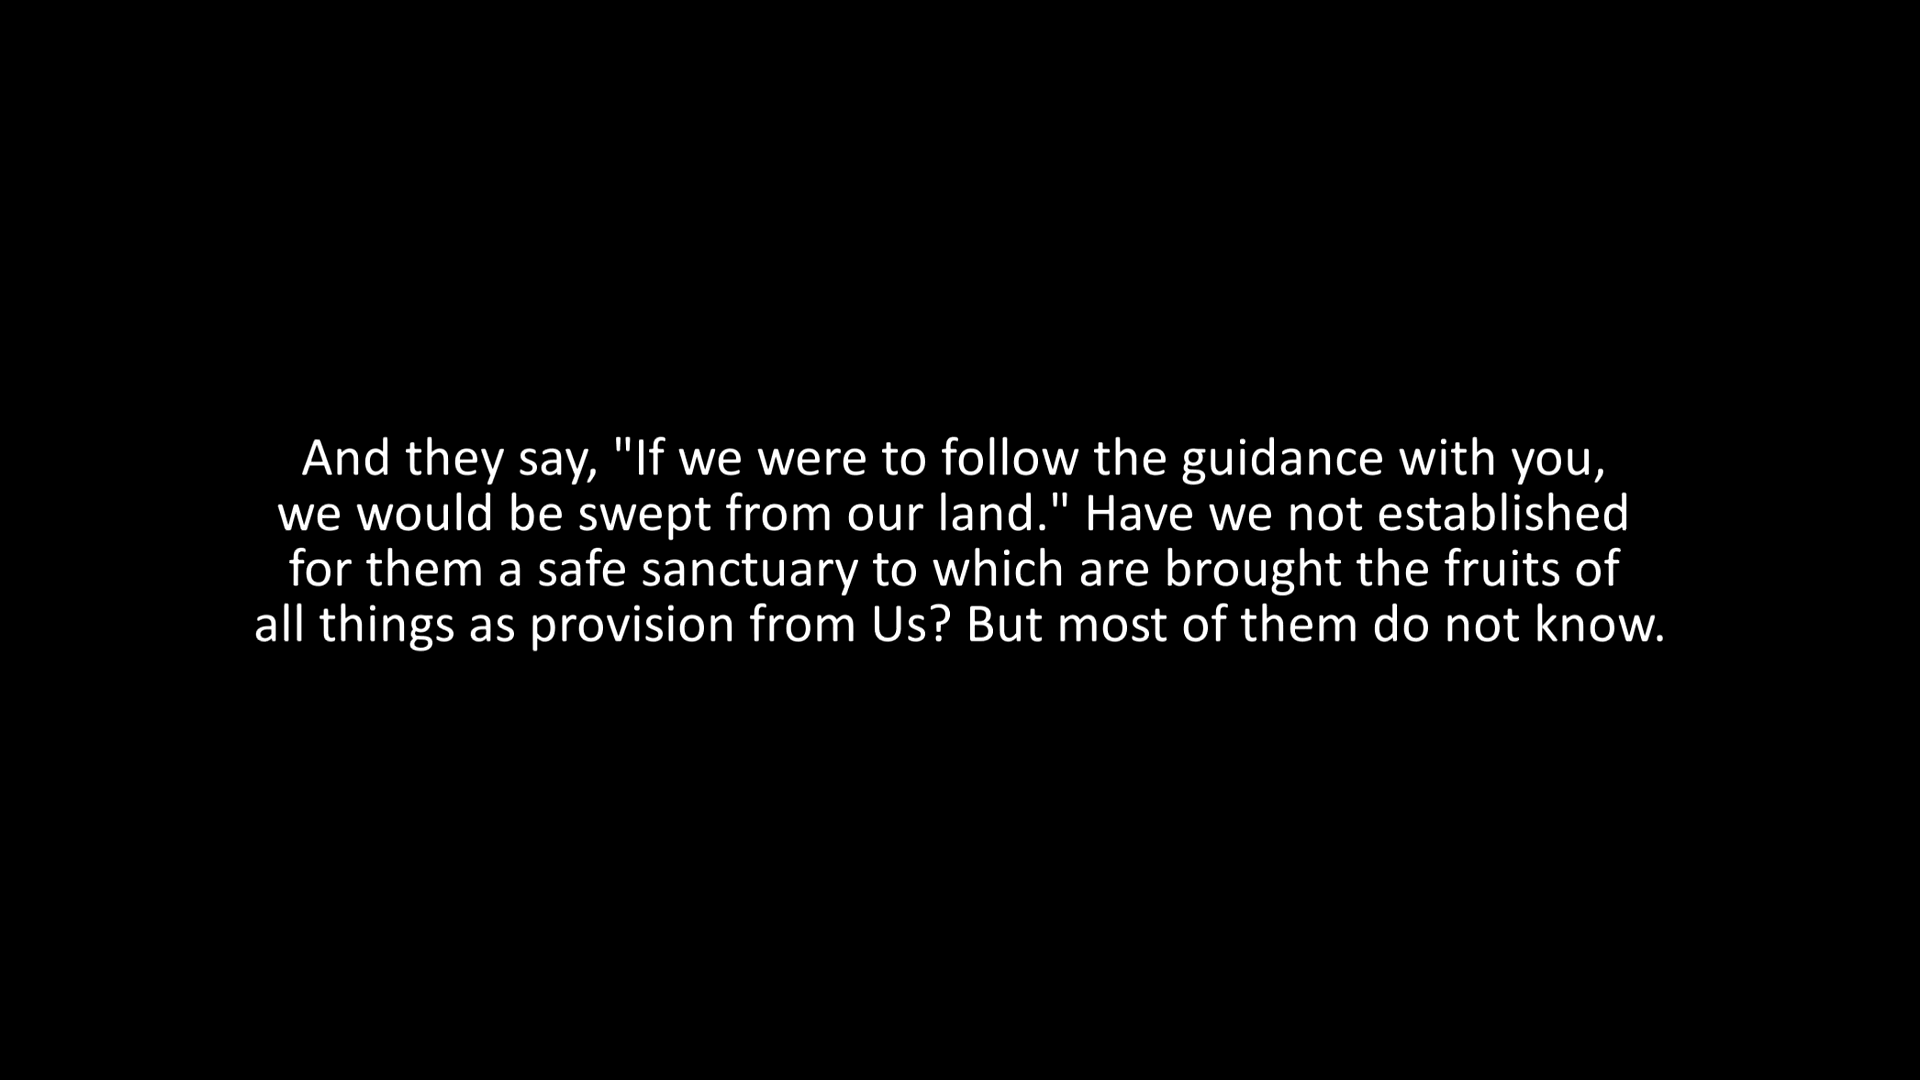 And they say, "If we were to follow the guidance with you,
we would be swept from our land." Have we not established
for them a safe sanctuary to which are brought the fruits of
all things as provision from Us? But most of them do not know.